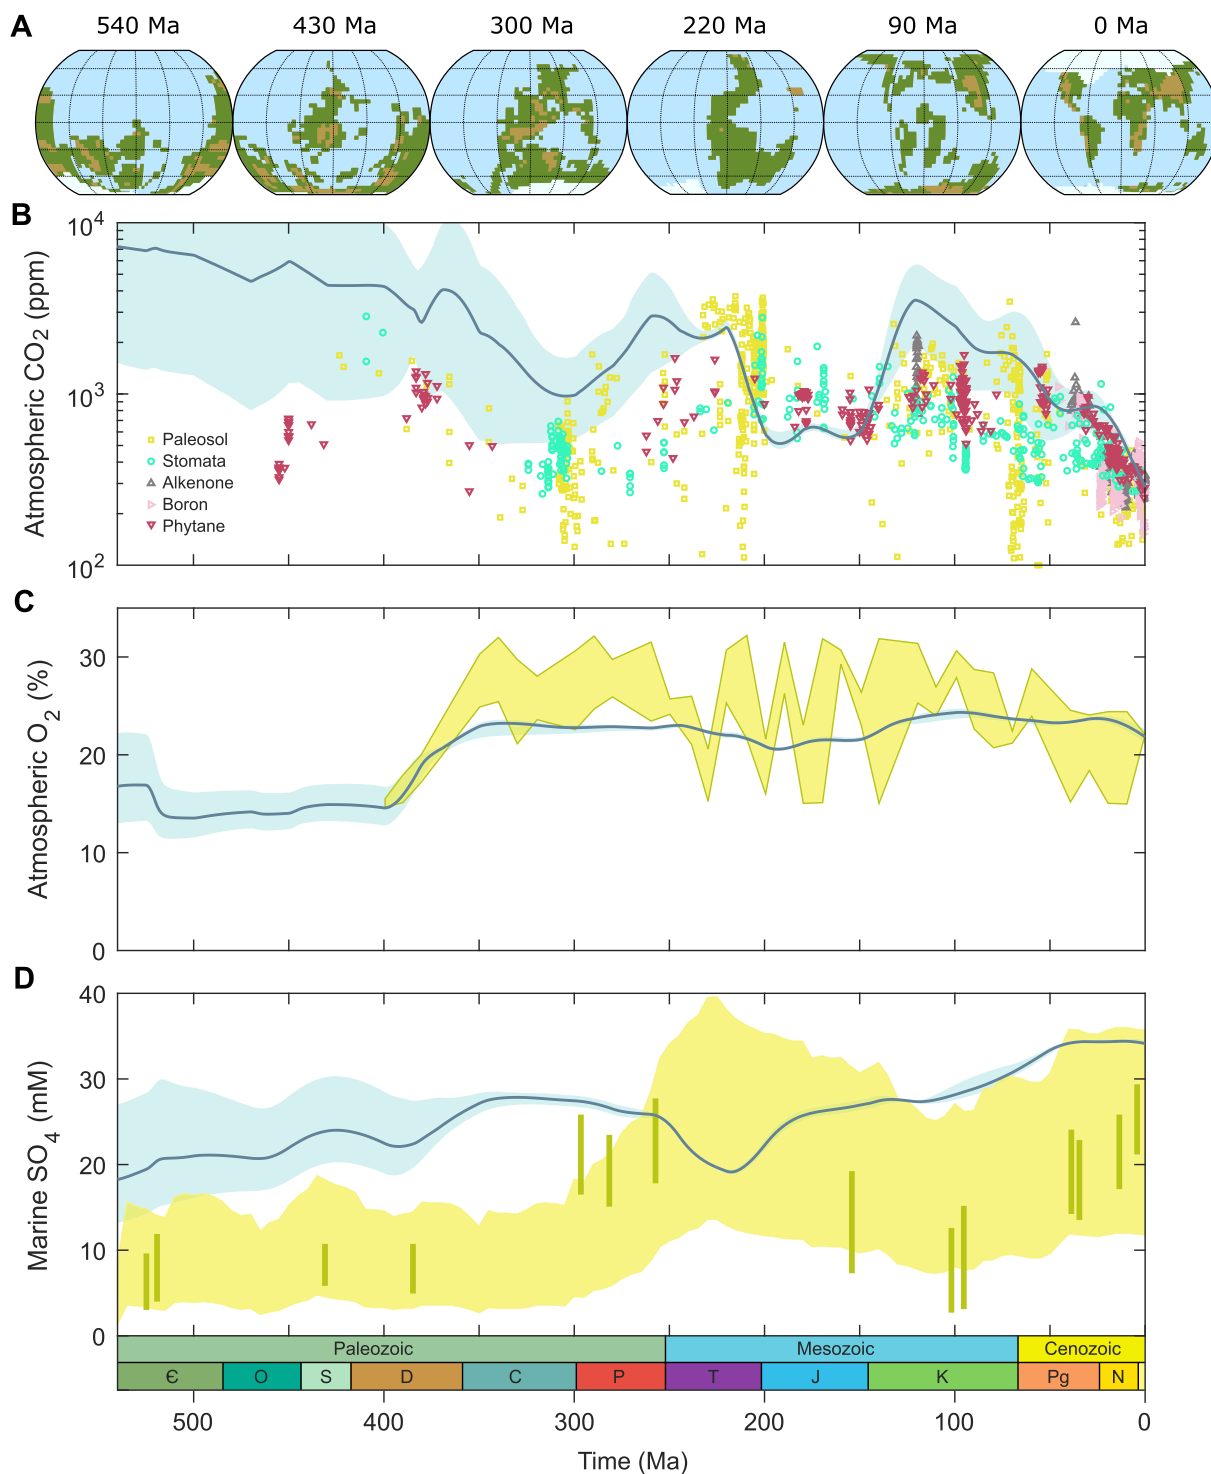 A
540 Ma 430 Ma 300 Ma 220 Ma 90 Ma 0 Ma
B
Atmospheric CO2 (ppm)
10^4
10^3
10^2
Paleosol
Stomata
Alkenone
Boron
Phytane
C
Atmospheric O2 (%)
30
20
10
0
D
Marine SO4 (mM)
40
30
20
10
0
Paleozoic Mesozoic Cenozoic
Є O S D C P T J K Pg N
500 400 300 200 100 0
Time (Ma)